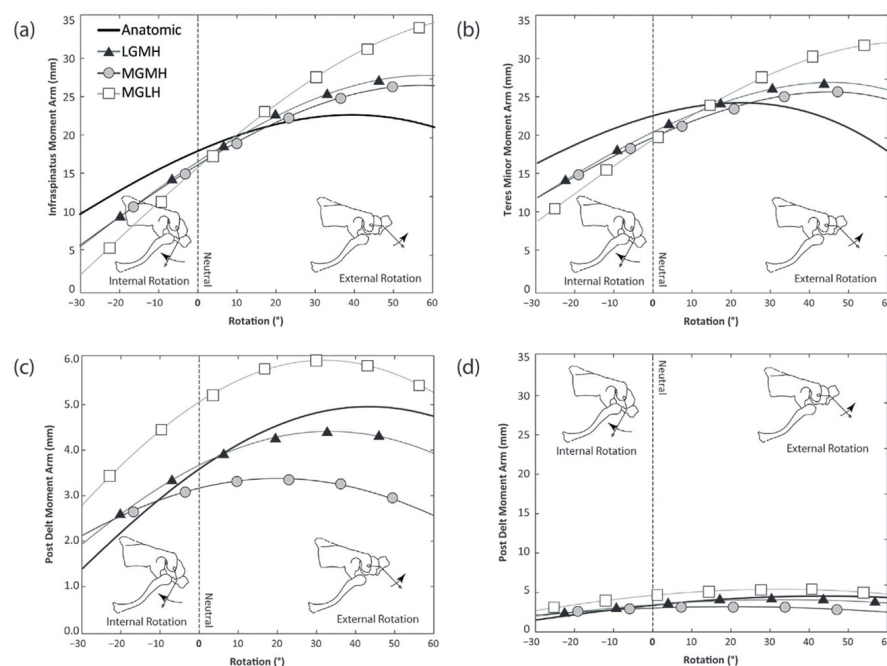 (a)
35
30
25
20
15
10
5
Infraspinatus Moment Arm (mm)
Anatomic
LGMH
MGMH
MGLH
Neutral
Internal Rotation
External Rotation
−30 −20 −10 0 10 20 30 40 50 60
Rotation (°)
(b)
35
30
25
20
15
10
5
Teres Minor Moment Arm (mm)
Neutral
Internal Rotation
External Rotation
−30 −20 −10 0 10 20 30 40 50 60
Rotation (°)
(c)
6.0
5.0
4.0
3.0
2.0
1.0
0.0
Post Delt Moment Arm (mm)
Neutral
Internal Rotation
External Rotation
−30 −20 −10 0 10 20 30 40 50 60
Rotation (°)
(d)
35
30
25
20
15
10
5
0
Post Delt Moment Arm (mm)
Neutral
Internal Rotation
External Rotation
−30 −20 −10 0 10 20 30 40 50 60
Rotation (°)